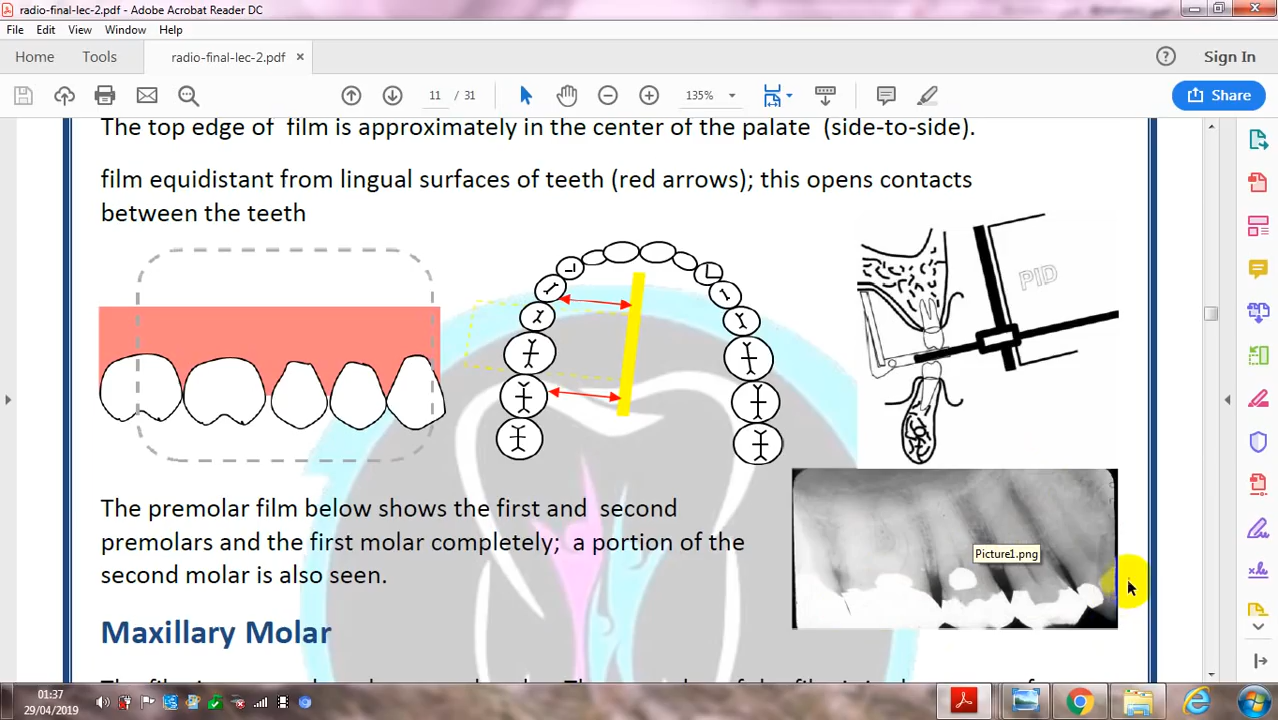 radio-final-lec-2.pdf - Adobe Acrobat Reader DC
File Edit View Window Help
Home Tools radio-final-lec-2.pdf × Sign In
11 / 31 135% Share
The top edge of film is approximately in the center of the palate (side-to-side).
film equidistant from lingual surfaces of teeth (red arrows); this opens contacts
between the teeth
PID
The premolar film below shows the first and second
premolars and the first molar completely; a portion of the
second molar is also seen.
Picture1.png
Maxillary Molar
01:37
29/04/2019